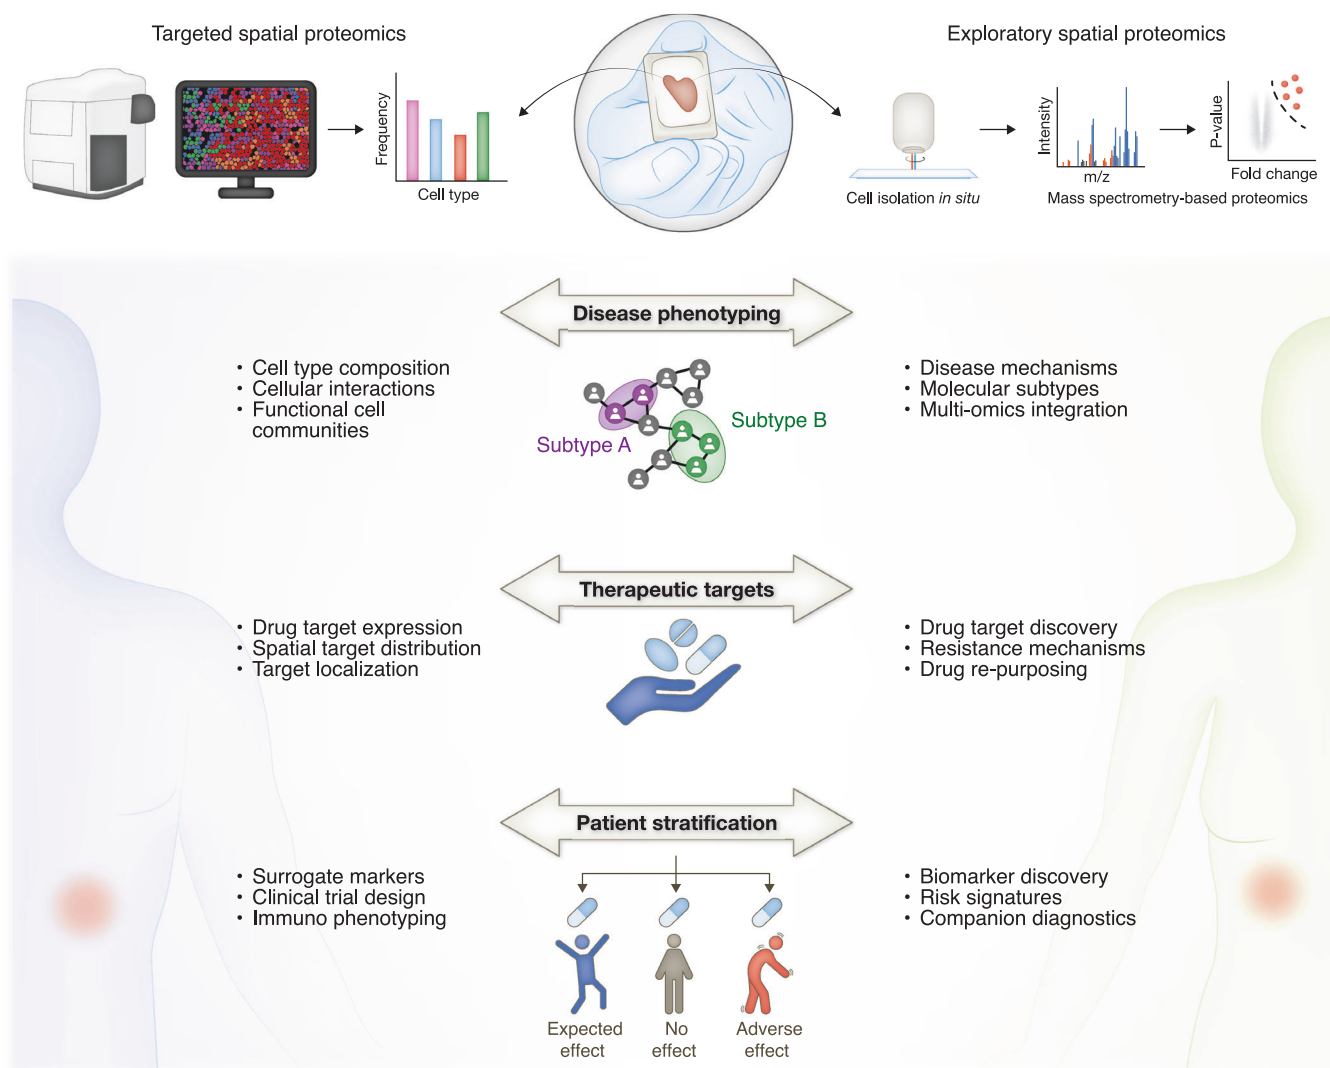 Targeted spatial proteomics
Exploratory spatial proteomics
Frequency
Cell type
Cell isolation in situ
Intensity
m/z
P-value
Fold change
Mass spectrometry-based proteomics
Disease phenotyping
• Cell type composition
• Cellular interactions
• Functional cell
communities
Subtype A
Subtype B
• Disease mechanisms
• Molecular subtypes
• Multi-omics integration
Therapeutic targets
• Drug target expression
• Spatial target distribution
• Target localization
• Drug target discovery
• Resistance mechanisms
• Drug re-purposing
Patient stratification
• Surrogate markers
• Clinical trial design
• Immuno phenotyping
• Biomarker discovery
• Risk signatures
• Companion diagnostics
Expected
effect
No
effect
Adverse
effect